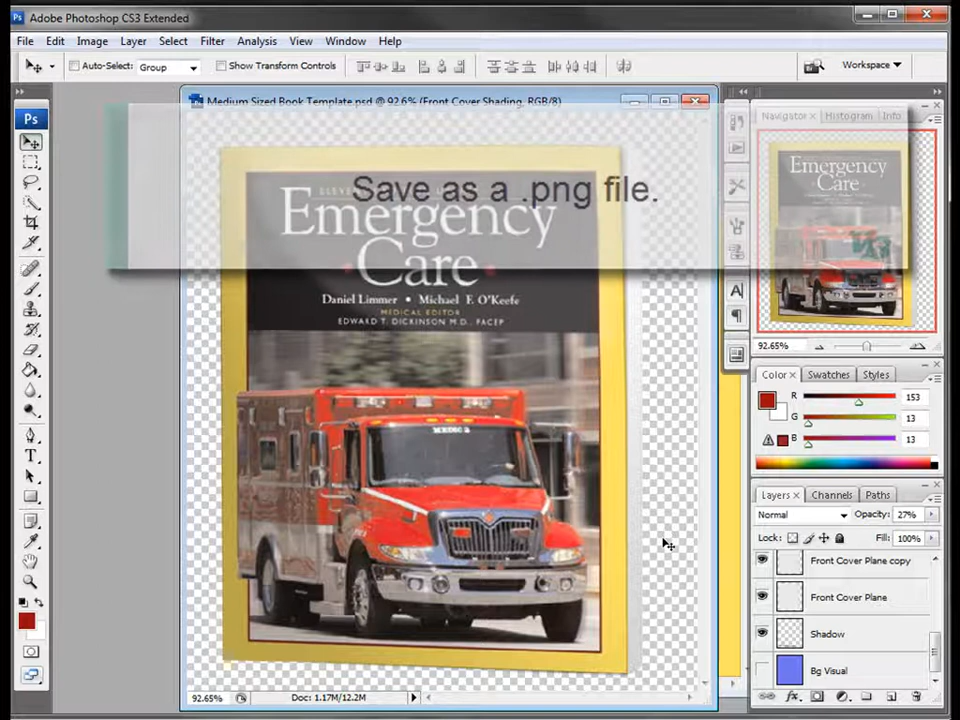 Adobe Photoshop CS3 Extended
File Edit Image Layer Select Filter Analysis View Window Help
Auto-Select: Group Show Transform Controls Workspace
Medium Sized Book Template.psd @ 92.6% (Front Cover Shading, RGB/8)
Navigator Histogram Info
Save as a .png file.
Emergency
Care
Daniel Limmer • Michael F. O'Keefe
MEDICAL EDITOR
EDWARD T. DICKINSON M.D., FACEP
MEDIC 2
Emergency
Care
92.65%
Color Swatches Styles
R 153
G 13
B 13
Layers Channels Paths
Normal Opacity: 27%
Lock: Fill: 100%
Front Cover Plane copy
Front Cover Plane
Shadow
Bg Visual
92.65% Doc: 1.17M/12.2M